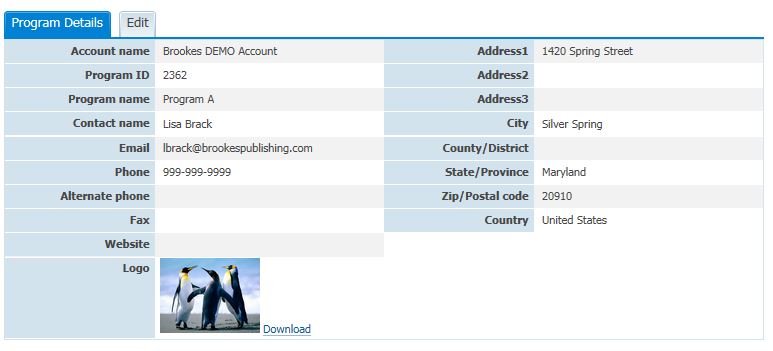 Program Details Edit
Account name Brookes DEMO Account Address1 1420 Spring Street
Program ID 2362 Address2
Program name Program A Address3
Contact name Lisa Brack City Silver Spring
Email lbrack@brookespublishing.com County/District
Phone 999-999-9999 State/Province Maryland
Alternate phone Zip/Postal code 20910
Fax Country United States
Website
Logo Download